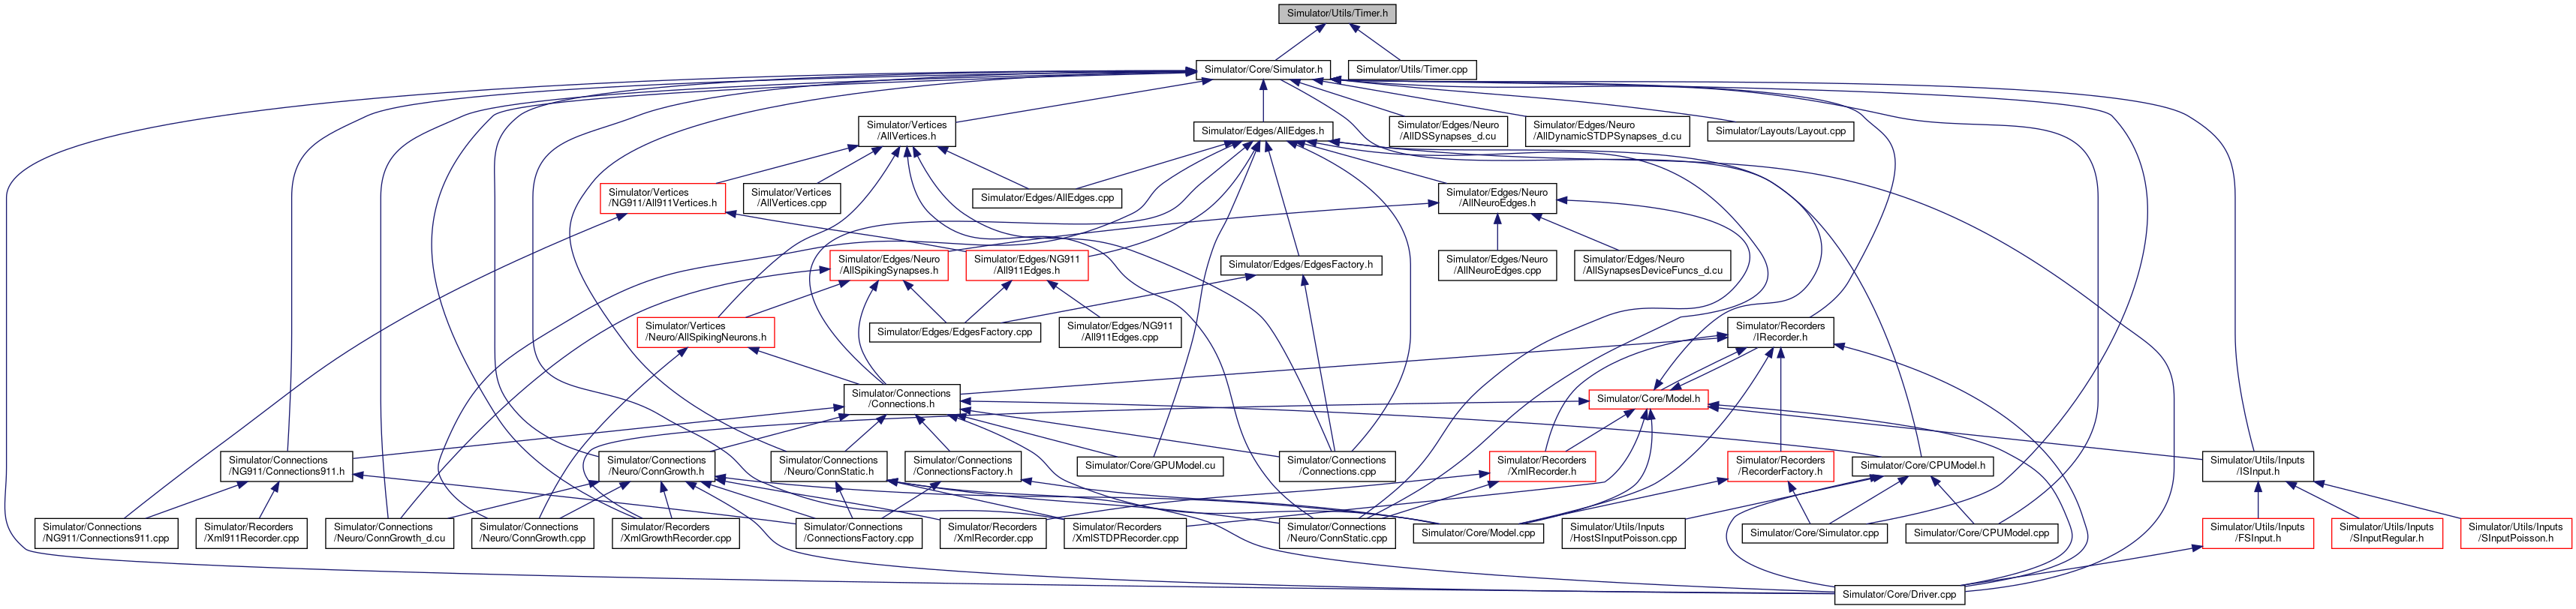 Simulator/Utils/Timer.h
Simulator/Core/Simulator.h
Simulator/Utils/Timer.cpp
Simulator/Vertices
/AllVertices.h
Simulator/Edges/AllEdges.h
Simulator/Edges/Neuro
/AllDSSynapses_d.cu
Simulator/Edges/Neuro
/AllDynamicSTDPSynapses_d.cu
Simulator/Layouts/Layout.cpp
Simulator/Vertices
/NG911/All911Vertices.h
Simulator/Vertices
/AllVertices.cpp
Simulator/Edges/AllEdges.cpp
Simulator/Edges/Neuro
/AllNeuroEdges.h
Simulator/Edges/Neuro
/AllSpikingSynapses.h
Simulator/Edges/NG911
/All911Edges.h
Simulator/Edges/EdgesFactory.h
Simulator/Edges/Neuro
/AllNeuroEdges.cpp
Simulator/Edges/Neuro
/AllSynapsesDeviceFuncs_d.cu
Simulator/Vertices
/Neuro/AllSpikingNeurons.h
Simulator/Edges/EdgesFactory.cpp
Simulator/Edges/NG911
/All911Edges.cpp
Simulator/Recorders
/IRecorder.h
Simulator/Connections
/Connections.h
Simulator/Core/Model.h
Simulator/Connections
/NG911/Connections911.h
Simulator/Connections
/Neuro/ConnGrowth.h
Simulator/Connections
/Neuro/ConnStatic.h
Simulator/Connections
/ConnectionsFactory.h
Simulator/Core/GPUModel.cu
Simulator/Connections
/Connections.cpp
Simulator/Recorders
/XmlRecorder.h
Simulator/Recorders
/RecorderFactory.h
Simulator/Core/CPUModel.h
Simulator/Utils/Inputs
/ISInput.h
Simulator/Connections
/NG911/Connections911.cpp
Simulator/Recorders
/Xml911Recorder.cpp
Simulator/Connections
/Neuro/ConnGrowth_d.cu
Simulator/Connections
/Neuro/ConnGrowth.cpp
Simulator/Recorders
/XmlGrowthRecorder.cpp
Simulator/Connections
/ConnectionsFactory.cpp
Simulator/Recorders
/XmlRecorder.cpp
Simulator/Recorders
/XmlSTDPRecorder.cpp
Simulator/Connections
/Neuro/ConnStatic.cpp
Simulator/Core/Model.cpp
Simulator/Utils/Inputs
/HostSInputPoisson.cpp
Simulator/Core/Simulator.cpp
Simulator/Core/CPUModel.cpp
Simulator/Utils/Inputs
/FSInput.h
Simulator/Utils/Inputs
/SInputRegular.h
Simulator/Utils/Inputs
/SInputPoisson.h
Simulator/Core/Driver.cpp